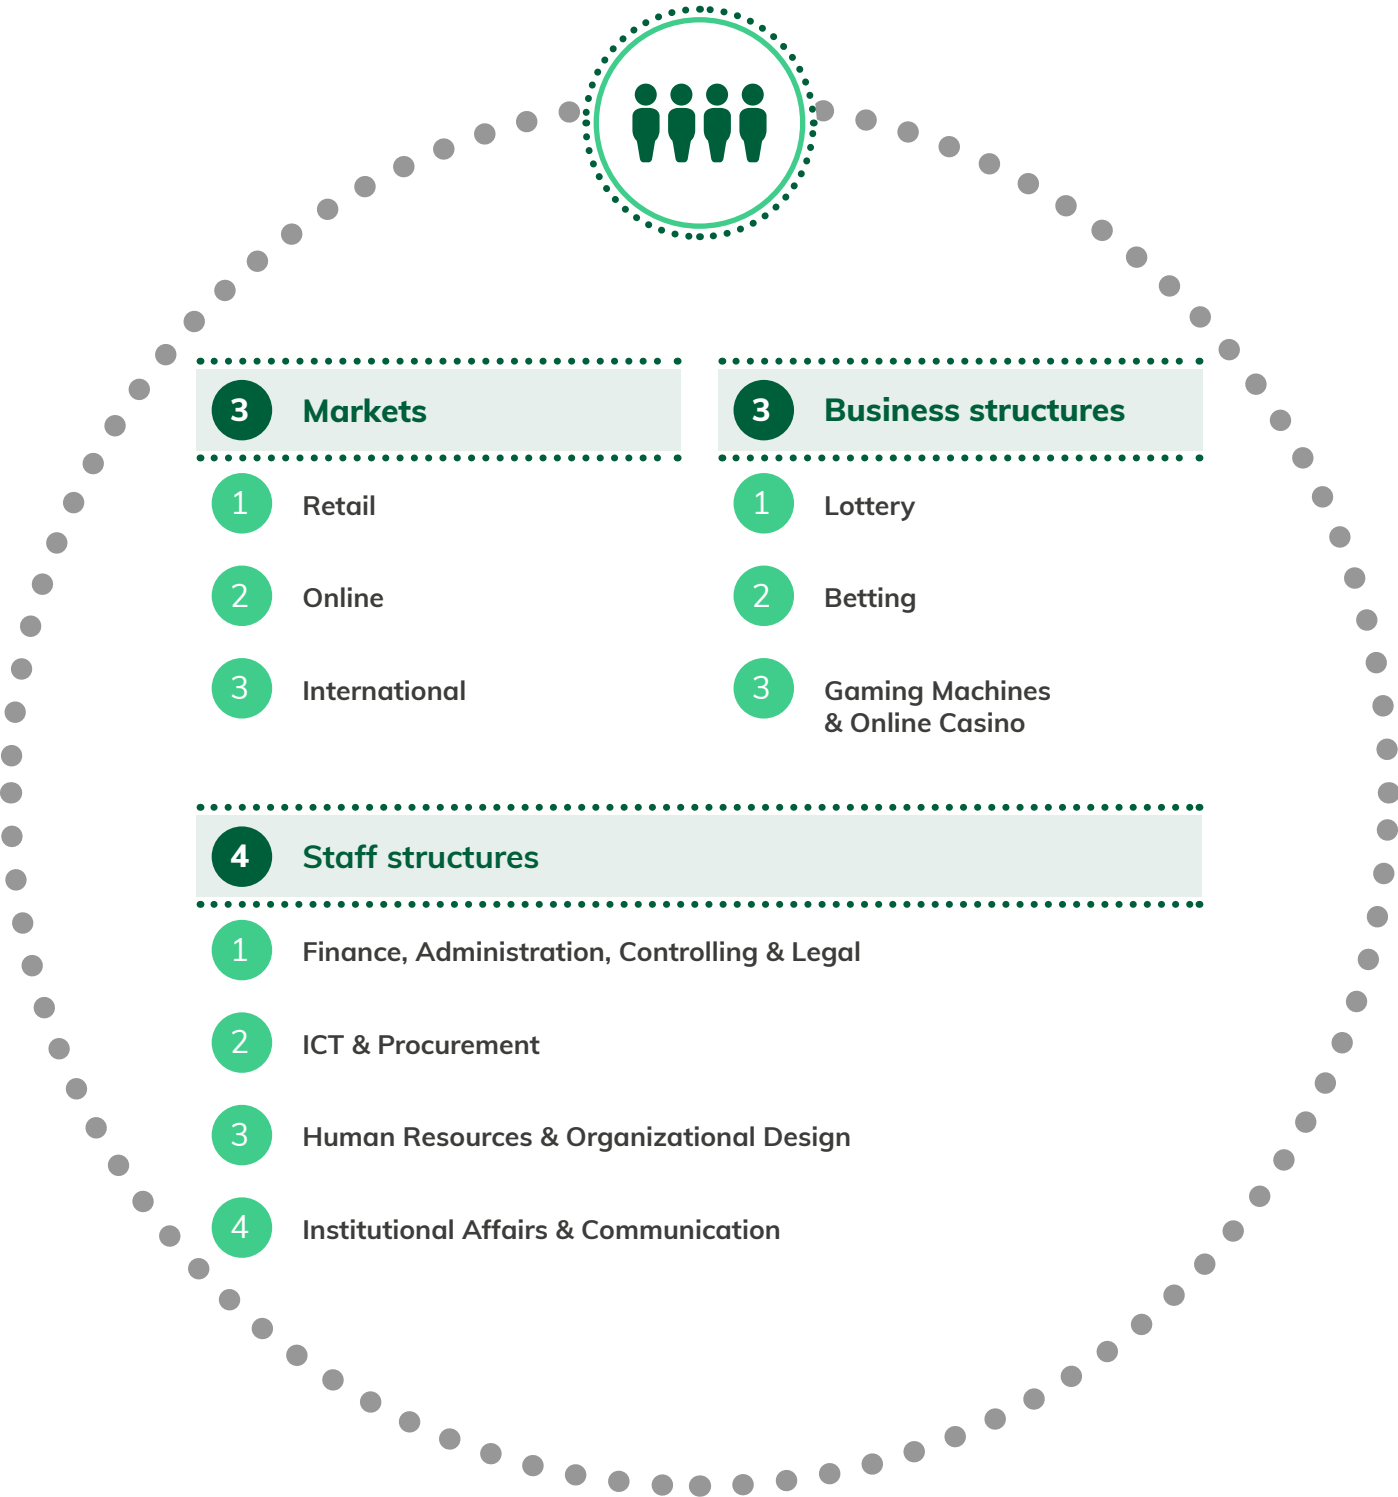 3 Markets
1 Retail
2 Online
3 International
3 Business structures
1 Lottery
2 Betting
3 Gaming Machines
& Online Casino
4 Staff structures
1 Finance, Administration, Controlling & Legal
2 ICT & Procurement
3 Human Resources & Organizational Design
4 Institutional Affairs & Communication